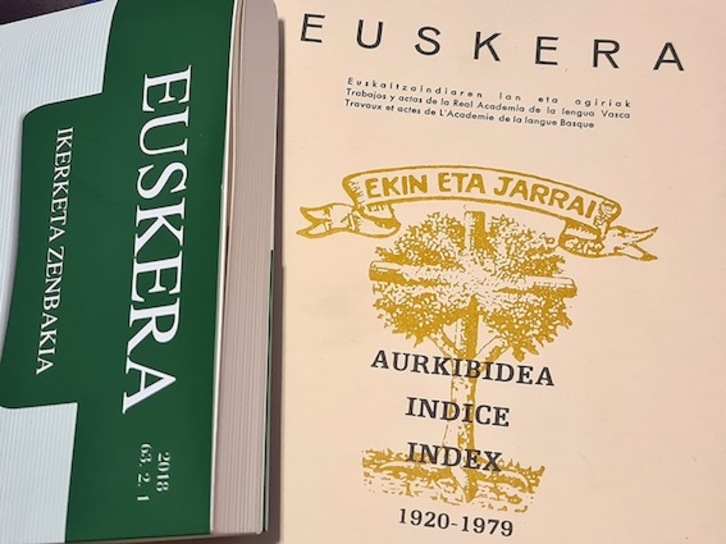 EUSKERA
IKERKETA ZENBAKIA
2018
63, 2, 1
EUSKERA
Euskaltzaindiaren lan eta agiriak
Trabajos y actas de la Real Academia de la lengua Vasca
Travaux et actes de L'Academie de la langue Basque
EKIN ETA JARRAI
AURKIBIDEA
INDICE
INDEX
1920-1979